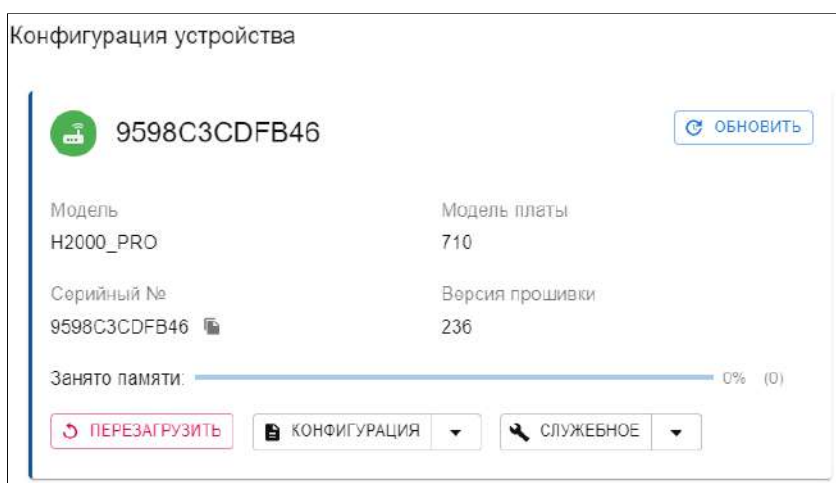 Конфигурация устройства
9598C3CDFB46
ОБНОВИТЬ
Модель
Модель платы
H2000_PRO
710
Серийный №
Версия прошивки
9598C3CDFB46
236
Занято памяти: 0% (0)
ПЕРЕЗАГРУЗИТЬ
КОНФИГУРАЦИЯ
СЛУЖЕБНОЕ